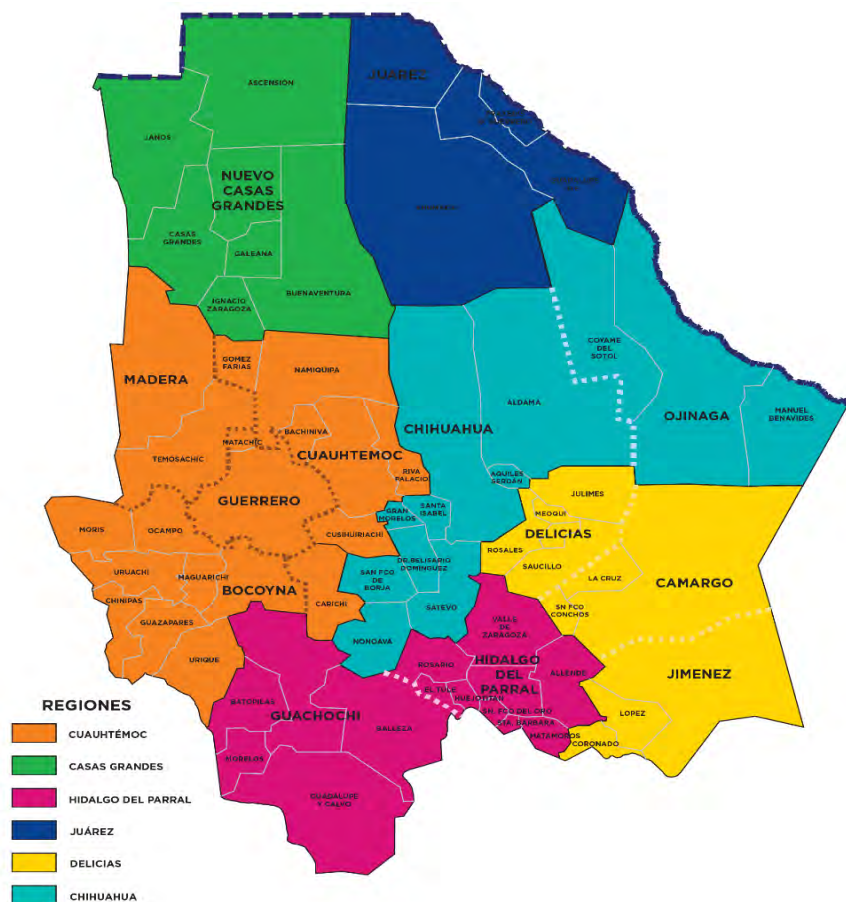 JUÁREZ
ASCENSIÓN
JANOS
NUEVO
CASAS
GRANDES
CASAS
GRANDES
GALEANA
IGNACIO
ZARAGOZA
BUENAVENTURA
GOMEZ
FARIAS
NAMIQUIPA
MADERA
COYAME
DEL
SOTOL
ALDAMA
OJINAGA
MANUEL
BENAVIDES
CHIHUAHUA
BACHINIVA
MATACHIC
CUAUHTEMOC
TEMOSACHIC
RIVA
PALACIO
AQUILES
SERDÁN
JULIMES
GUERRERO
GRAN
MORELOS
SANTA
ISABEL
MEOQUI
DELICIAS
MORIS
OCAMPO
CUSIHUIRIACHI
ROSALES
SAUCILLO
DR. BELISARIO
DOMINGUEZ
SAN FCO
DE
BORJA
URUACHI
MAGUARICHI
BOCOYNA
LA CRUZ
CAMARGO
CHINIPAS
CARICHI
SATEVO
SN FCO
CONCHOS
GUAZAPARES
NONOAVA
VALLE
DE
ZARAGOZA
URIQUE
ROSARIO
HIDALGO
DEL
PARRAL
ALLENDE
JIMENEZ
EL TULE
HUEJOTITAN
BATOPILAS
GUACHOCHI
BALLEZA
SN. FCO DEL ORO
STA. BARBARA
MATAMOROS
LOPEZ
CORONADO
MORELOS
GUADALUPE
Y CALVO
REGIONES
CUAUHTÉMOC
CASAS GRANDES
HIDALGO DEL PARRAL
JUÁREZ
DELICIAS
CHIHUAHUA